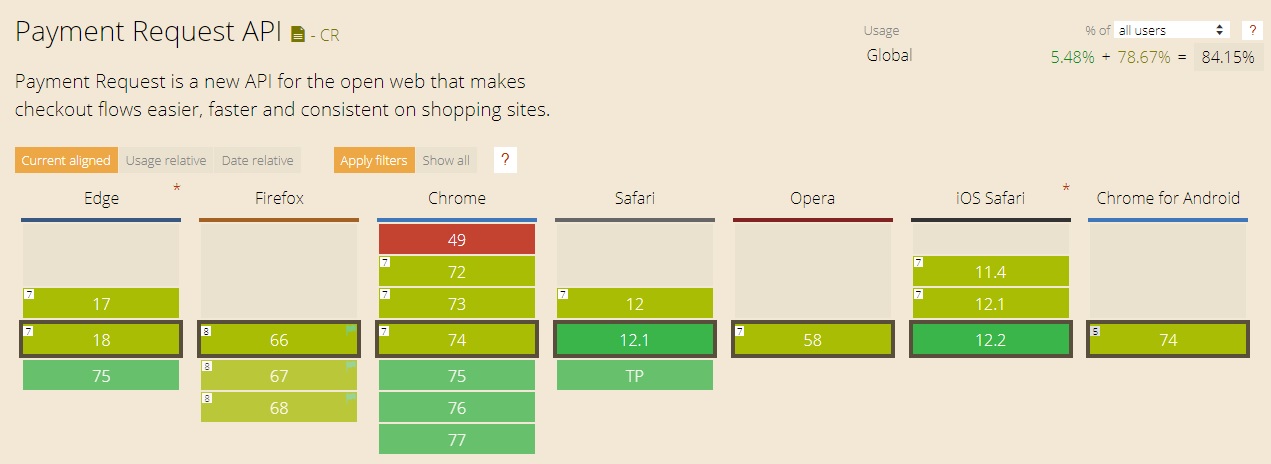 Payment Request API - CR
Usage % of all users ?
Global 5.48% + 78.67% = 84.15%
Payment Request is a new API for the open web that makes
checkout flows easier, faster and consistent on shopping sites.
Current aligned Usage relative Date relative Apply filters Show all ?
Edge * Firefox Chrome Safari Opera iOS Safari * Chrome for Android
49
7 72 7 11.4
7 17 7 73 7 12 7 12.1
7 18 8 66 7 74 12.1 7 58 12.2 5 74
75 8 67 75 TP
8 68 76
77